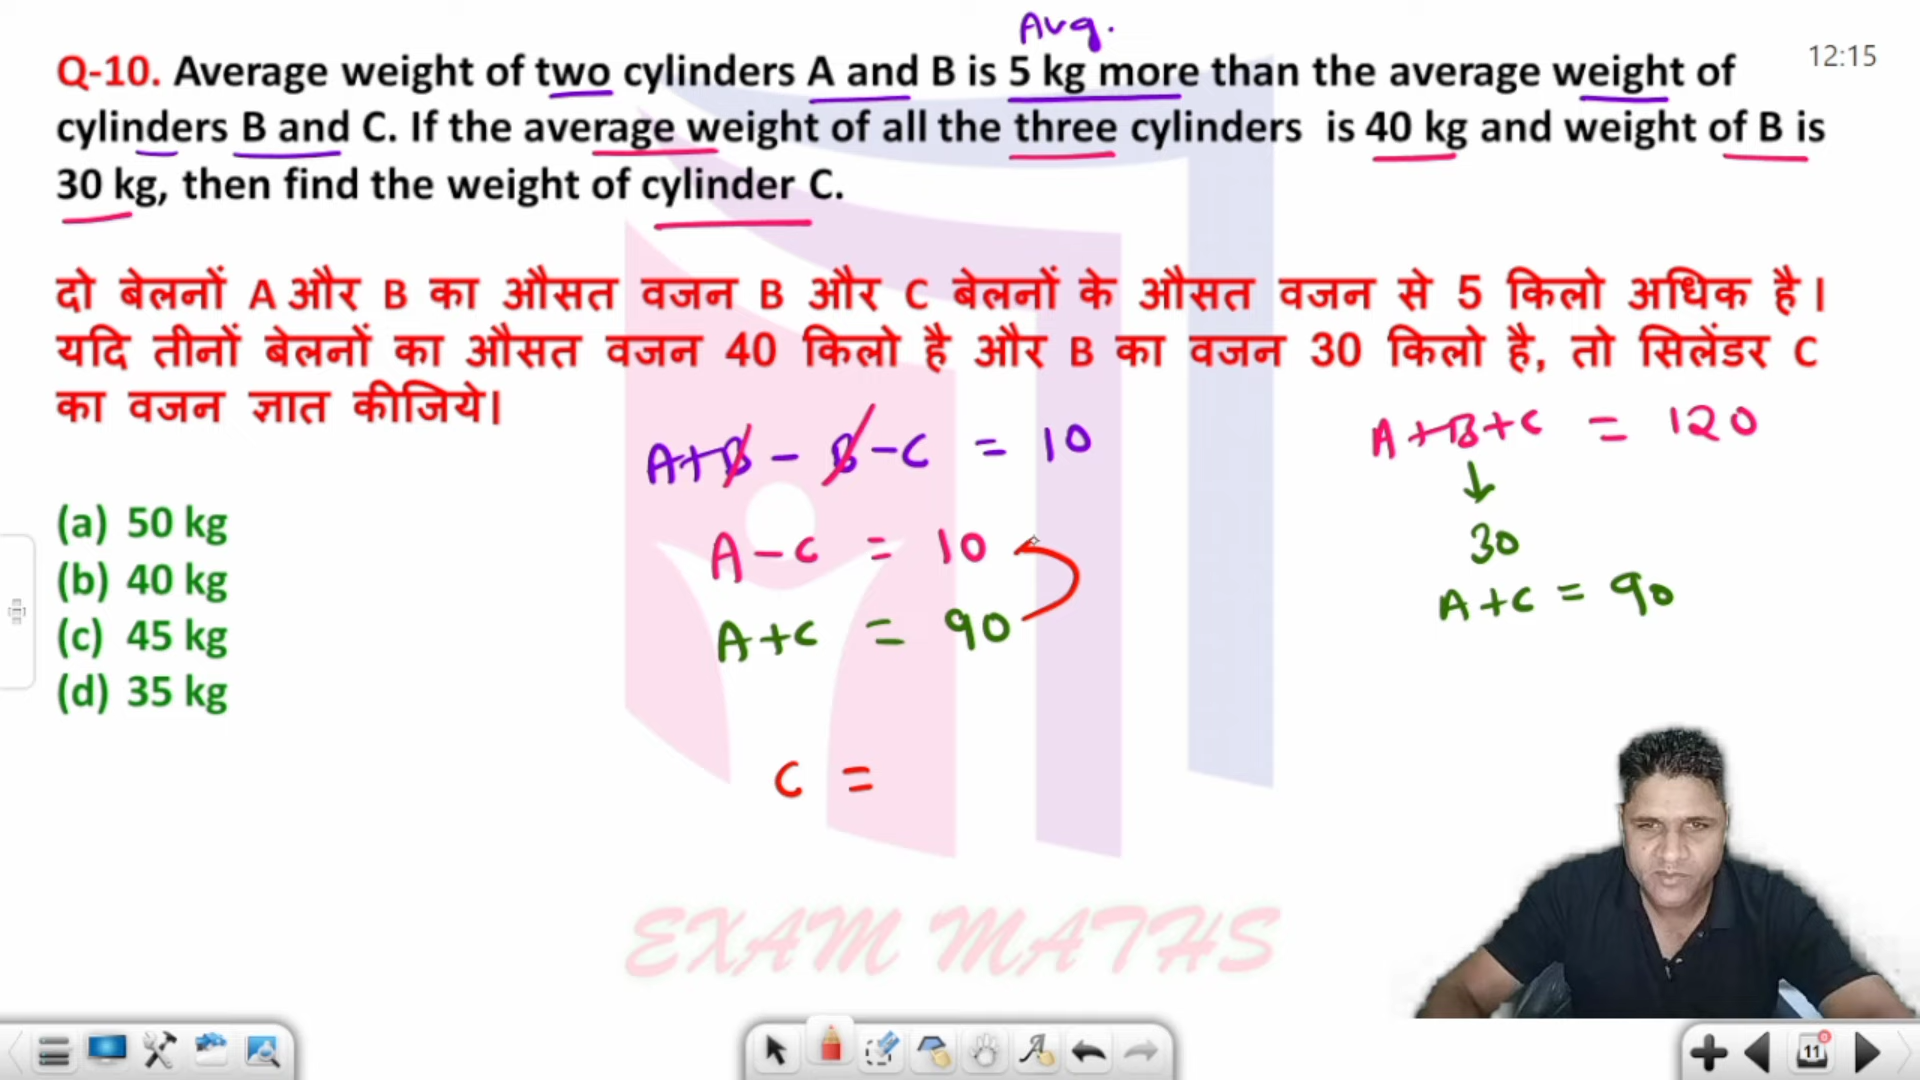 Avg.
12:15
Q-10. Average weight of two cylinders A and B is 5 kg more than the average weight of
cylinders B and C. If the average weight of all the three cylinders is 40 kg and weight of B is
30 kg, then find the weight of cylinder C.
दो बेलनों A और B का औसत वजन B और C बेलनों के औसत वजन से 5 किलो अधिक है।
यदि तीनों बेलनों का औसत वजन 40 किलो है और B का वजन 30 किलो है, तो सिलेंडर C
का वजन ज्ञात कीजिये।
A+B - B-C = 10
A+B+C = 120
30
(a) 50 kg
(b) 40 kg
(c) 45 kg
(d) 35 kg
A-C = 10
A+C = 90
A+C = 90
C =
EXAM MATHS
11
0